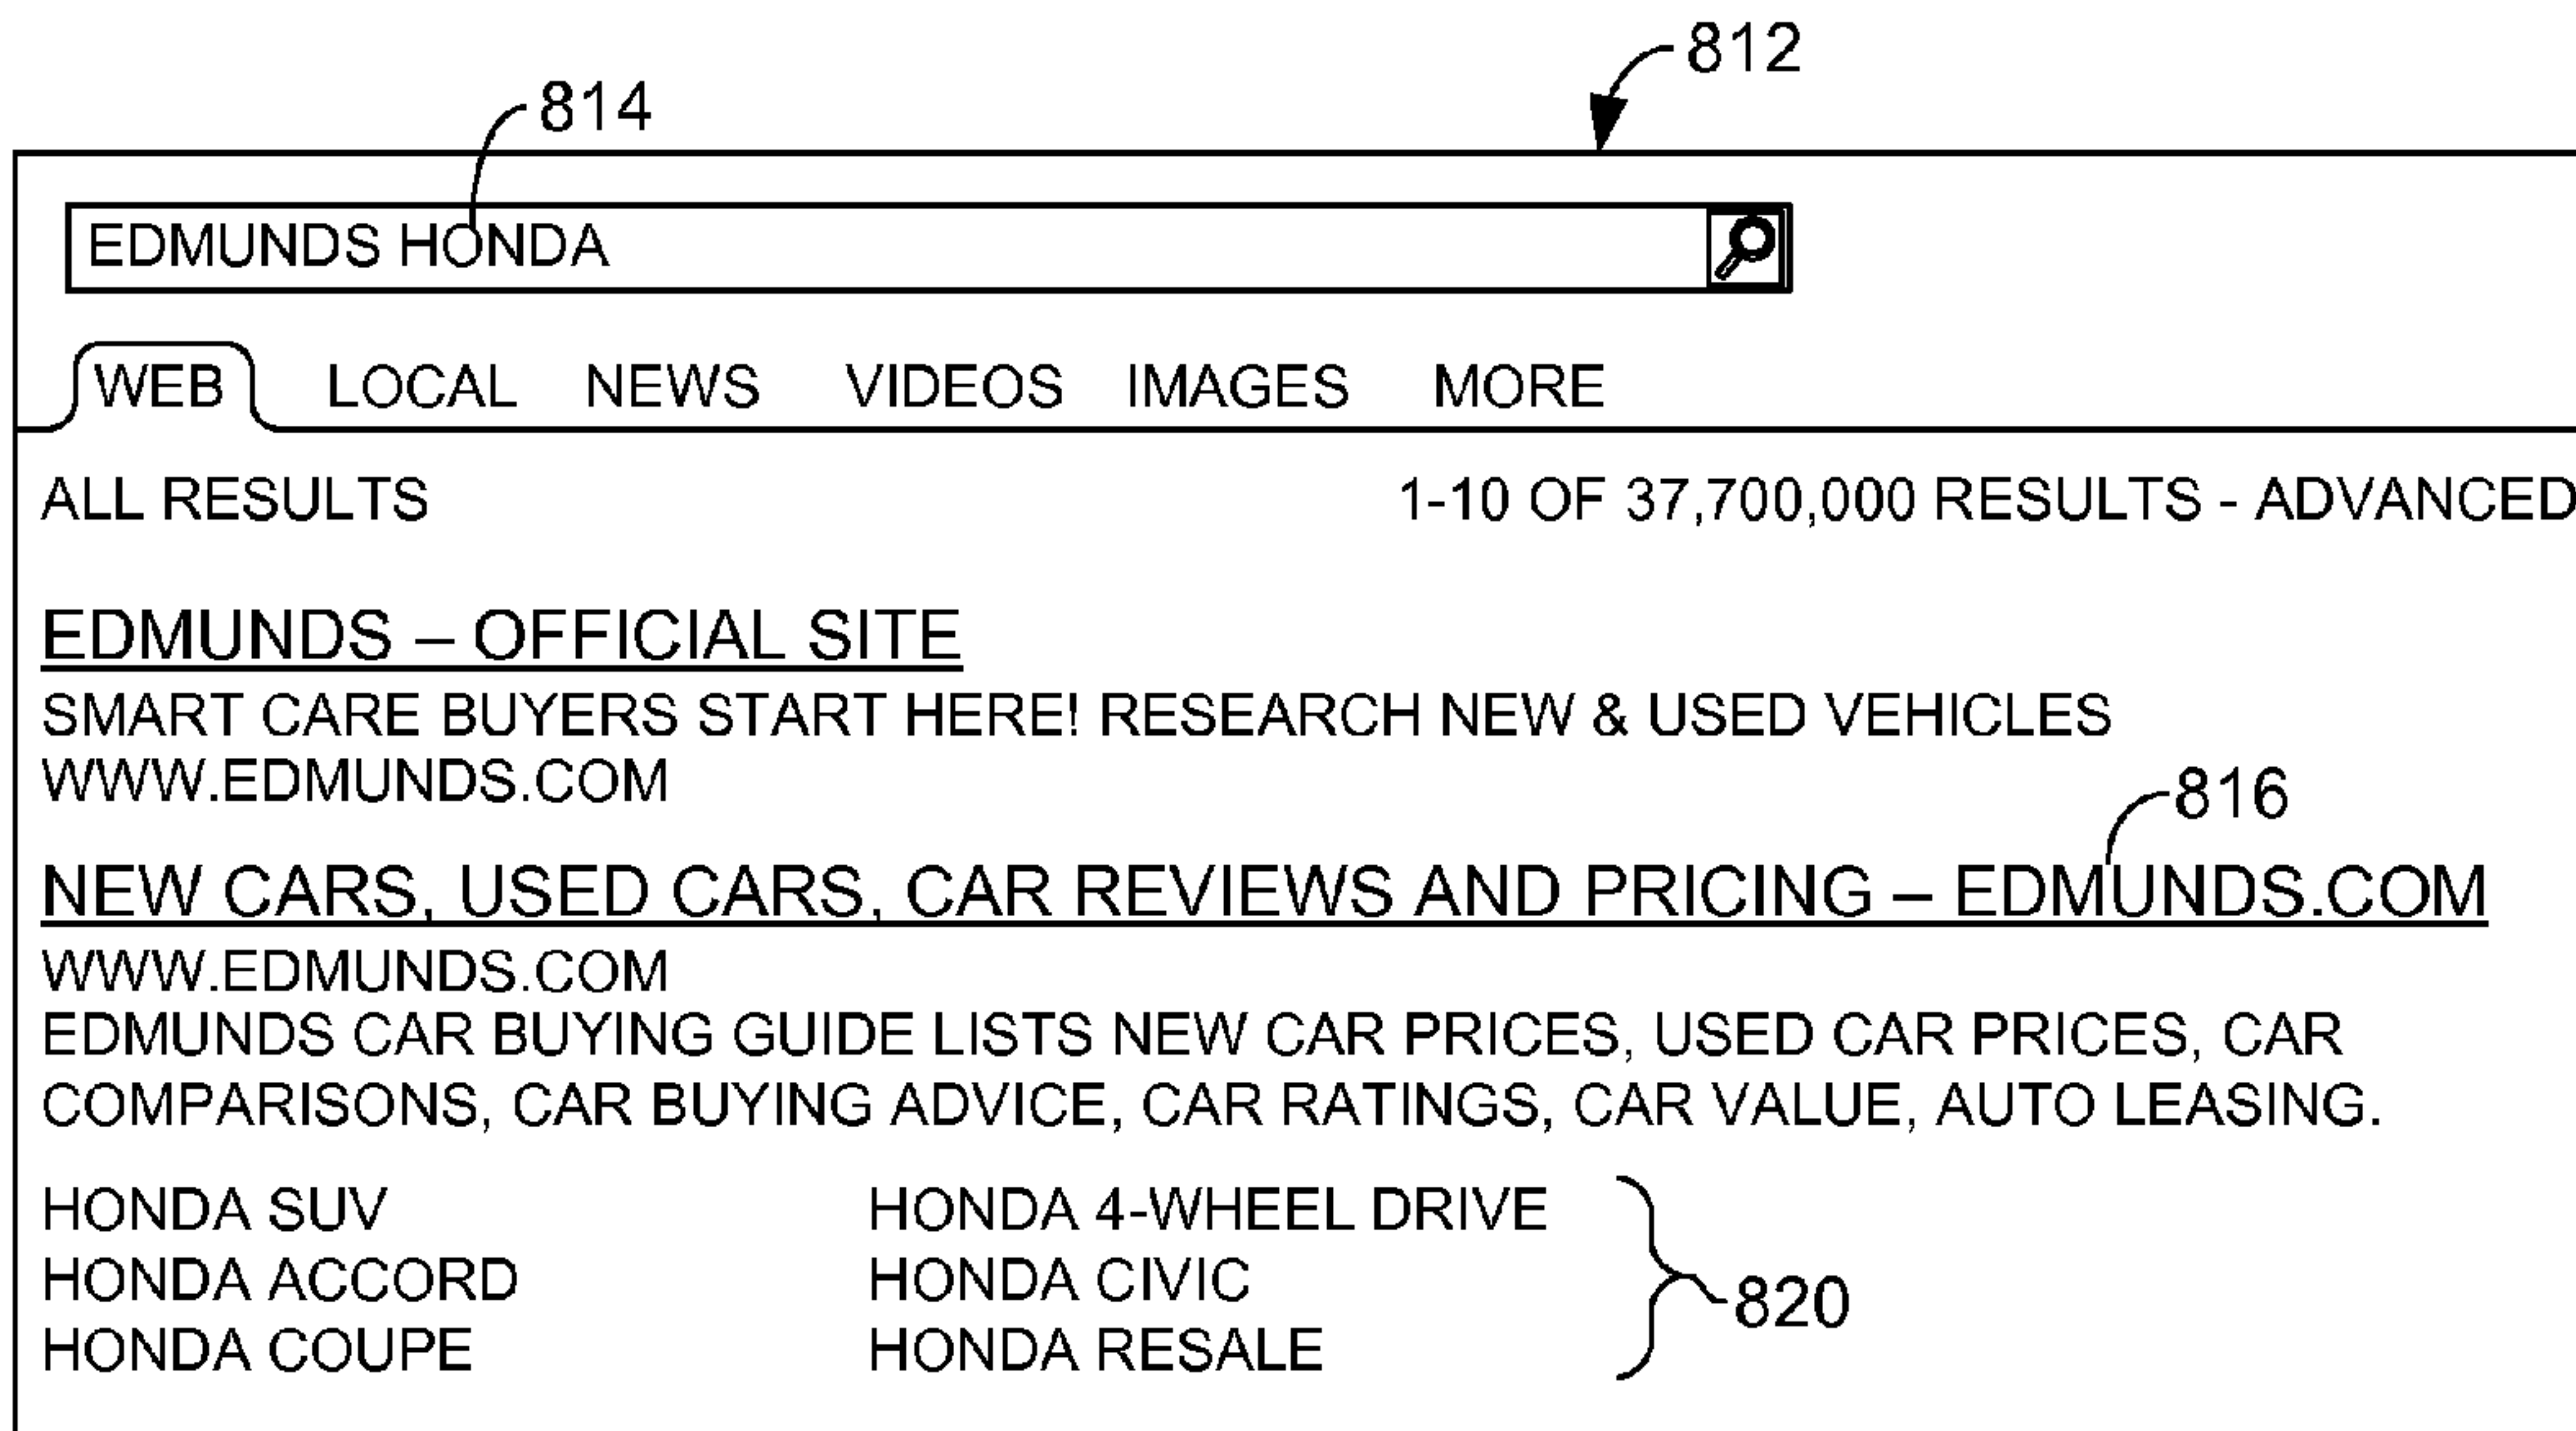 812
814
EDMUNDS HONDA
WEB LOCAL NEWS VIDEOS IMAGES MORE
ALL RESULTS 1-10 OF 37,700,000 RESULTS - ADVANCED
EDMUNDS – OFFICIAL SITE
SMART CARE BUYERS START HERE! RESEARCH NEW & USED VEHICLES
WWW.EDMUNDS.COM
816
NEW CARS, USED CARS, CAR REVIEWS AND PRICING – EDMUNDS.COM
WWW.EDMUNDS.COM
EDMUNDS CAR BUYING GUIDE LISTS NEW CAR PRICES, USED CAR PRICES, CAR
COMPARISONS, CAR BUYING ADVICE, CAR RATINGS, CAR VALUE, AUTO LEASING.
HONDA SUV HONDA 4-WHEEL DRIVE
HONDA ACCORD HONDA CIVIC
820
HONDA COUPE HONDA RESALE